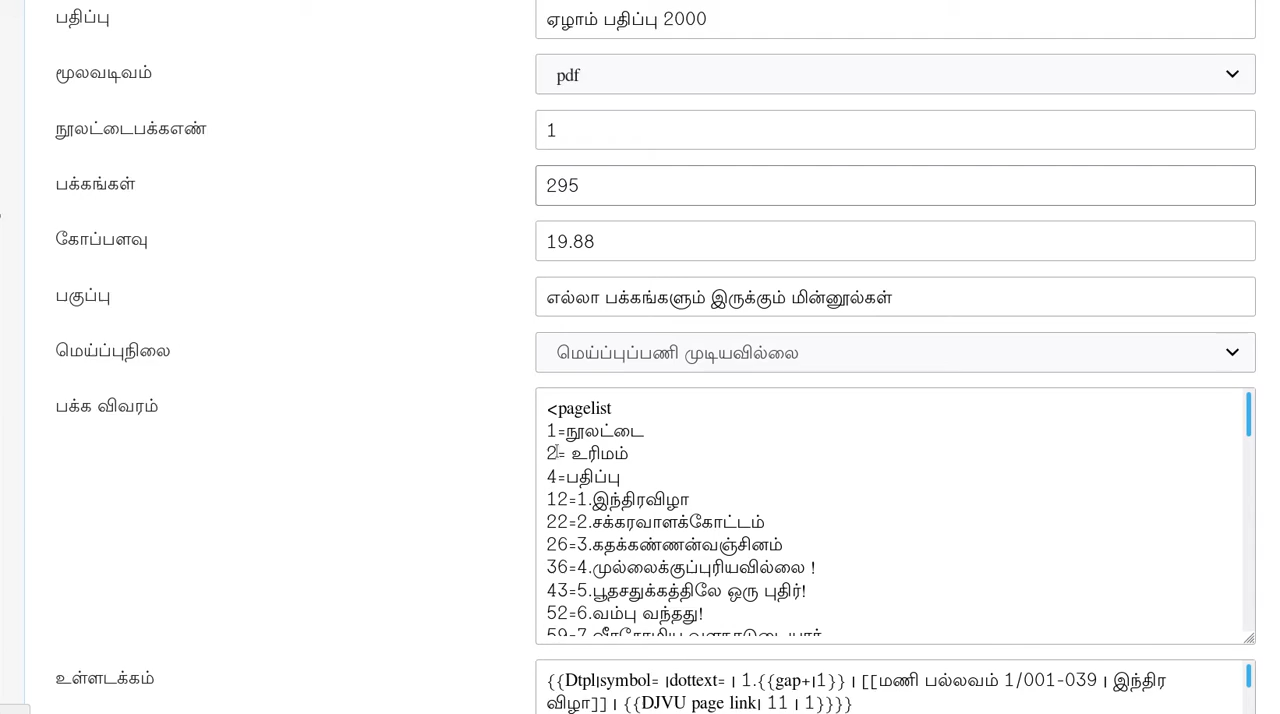 பதிப்பு
ஏழாம் பதிப்பு 2000
மூலவடிவம்
pdf
நூலட்டைபக்கஎண்
1
பக்கங்கள்
295
கோப்பளவு
19.88
பகுப்பு
எல்லா பக்கங்களும் இருக்கும் மின்னூல்கள்
மெய்ப்புநிலை
மெய்ப்புப்பணி முடியவில்லை
பக்க விவரம்
<pagelist
1=நூலட்டை
2= உரிமம்
4=பதிப்பு
12=1.இந்திரவிழா
22=2.சக்கரவாளக்கோட்டம்
26=3.கதக்கண்ணன்வஞ்சினம்
36=4.முல்லைக்குப்புரியவில்லை !
43=5.பூதசதுக்கத்திலே ஒரு புதிர்!
52=6.வம்பு வந்தது!
59=7.வீரசோழிய வளநாடுடையார்
உள்ளடக்கம்
{{Dtpl|symbol= |dottext= | 1.{{gap+|1}} | [[மணி பல்லவம் 1/001-039 | இந்திர
விழா]] | {{DJVU page link| 11 | 1}}}}